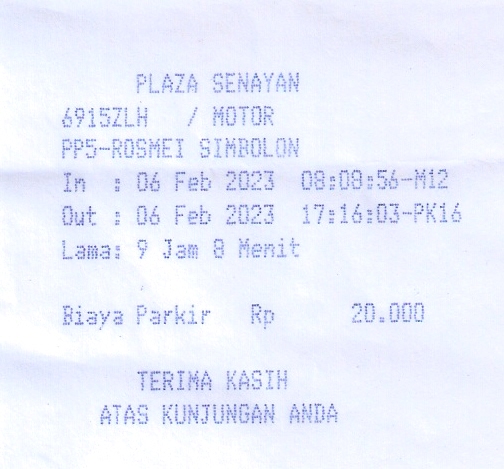 PLAZA SENAYAN
6915ZLH / MOTOR
PP5-ROSMEI SIMBOLON
In : 06 Feb 2023 08:08:56-M12
Out : 06 Feb 2023 17:16:03-PK16
Lama: 9 Jam 8 Menit
Biaya Parkir Rp 20.000
TERIMA KASIH
ATAS KUNJUNGAN ANDA